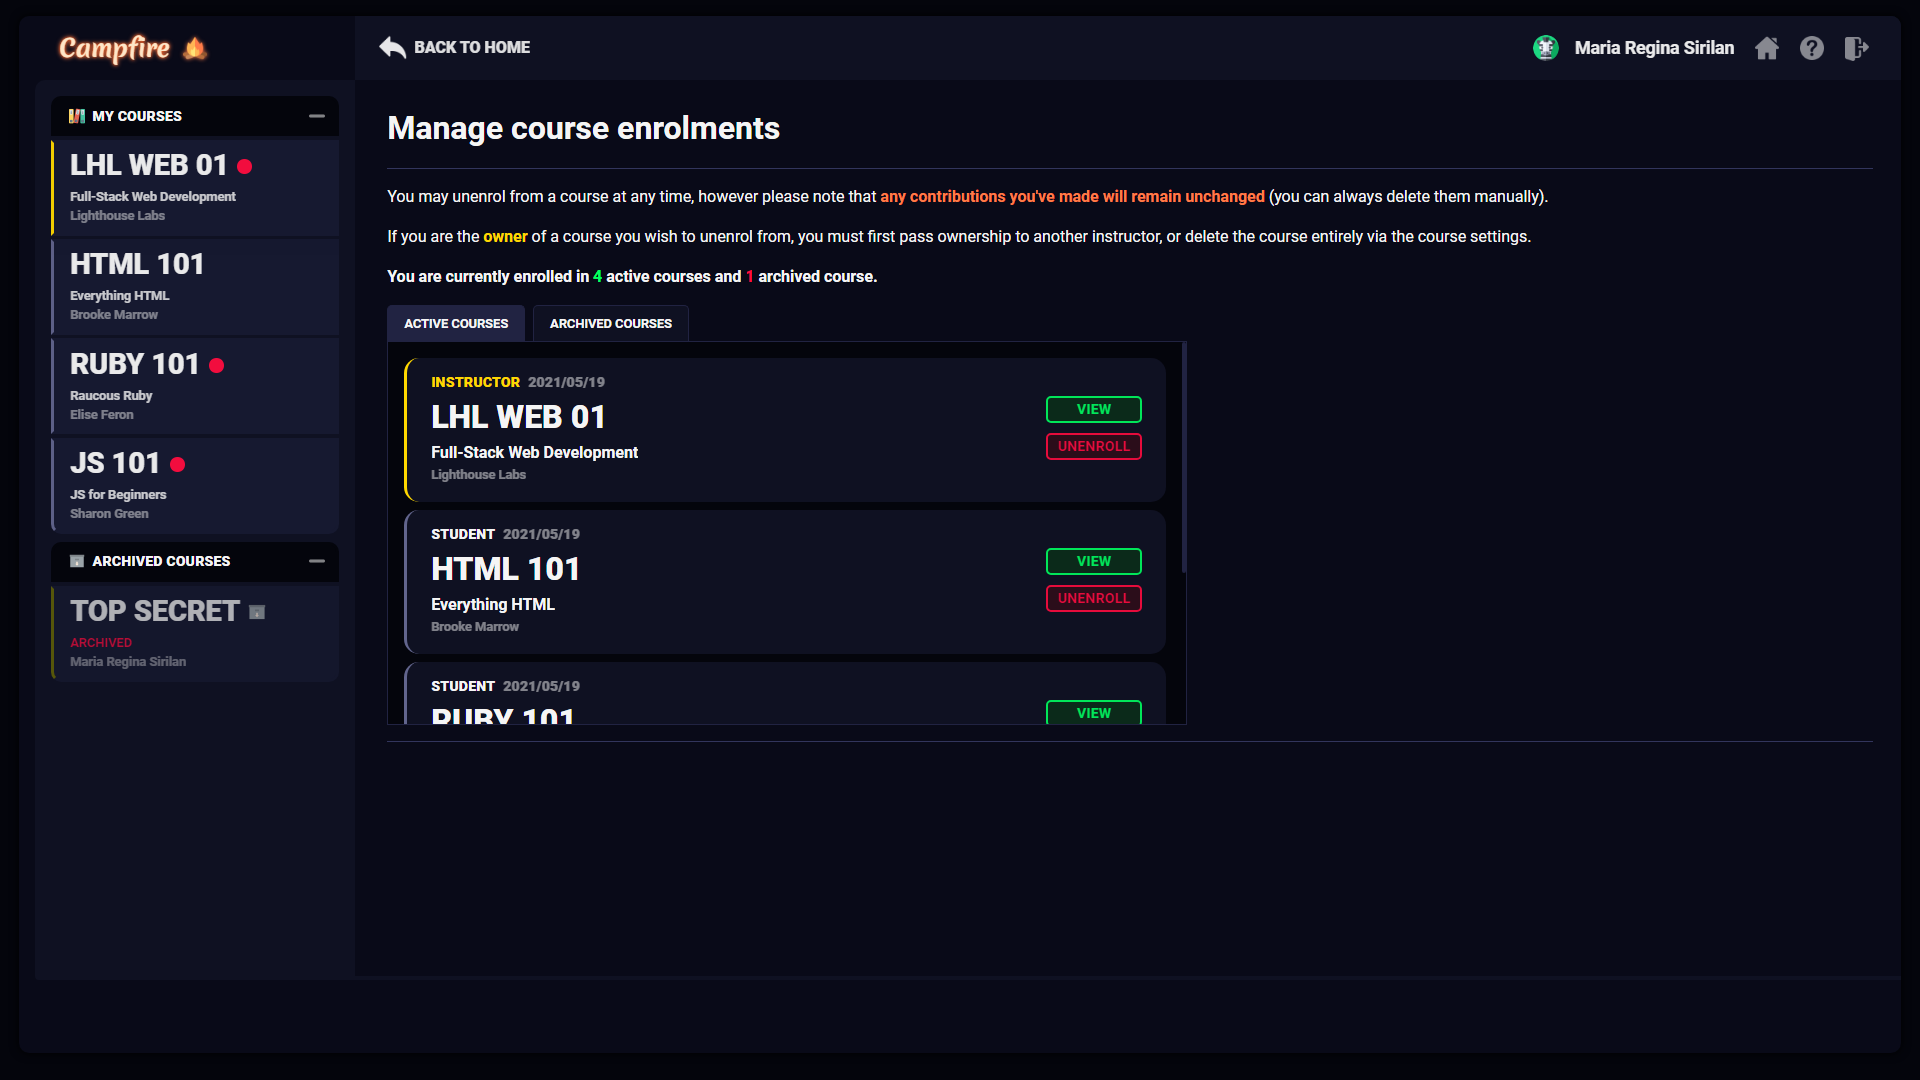 Campfire
BACK TO HOME
Maria Regina Sirilan
MY COURSES
LHL WEB 01
Full-Stack Web Development
Lighthouse Labs
HTML 101
Everything HTML
Brooke Marrow
RUBY 101
Raucous Ruby
Elise Feron
JS 101
JS for Beginners
Sharon Green
ARCHIVED COURSES
TOP SECRET
ARCHIVED
Maria Regina Sirilan
Manage course enrolments
You may unenrol from a course at any time, however please note that any contributions you've made will remain unchanged (you can always delete them manually).
If you are the owner of a course you wish to unenrol from, you must first pass ownership to another instructor, or delete the course entirely via the course settings.
You are currently enrolled in 4 active courses and 1 archived course.
ACTIVE COURSES
ARCHIVED COURSES
INSTRUCTOR 2021/05/19
LHL WEB 01
Full-Stack Web Development
Lighthouse Labs
VIEW
UNENROLL
STUDENT 2021/05/19
HTML 101
Everything HTML
Brooke Marrow
VIEW
UNENROLL
STUDENT 2021/05/19
RUBY 101
VIEW